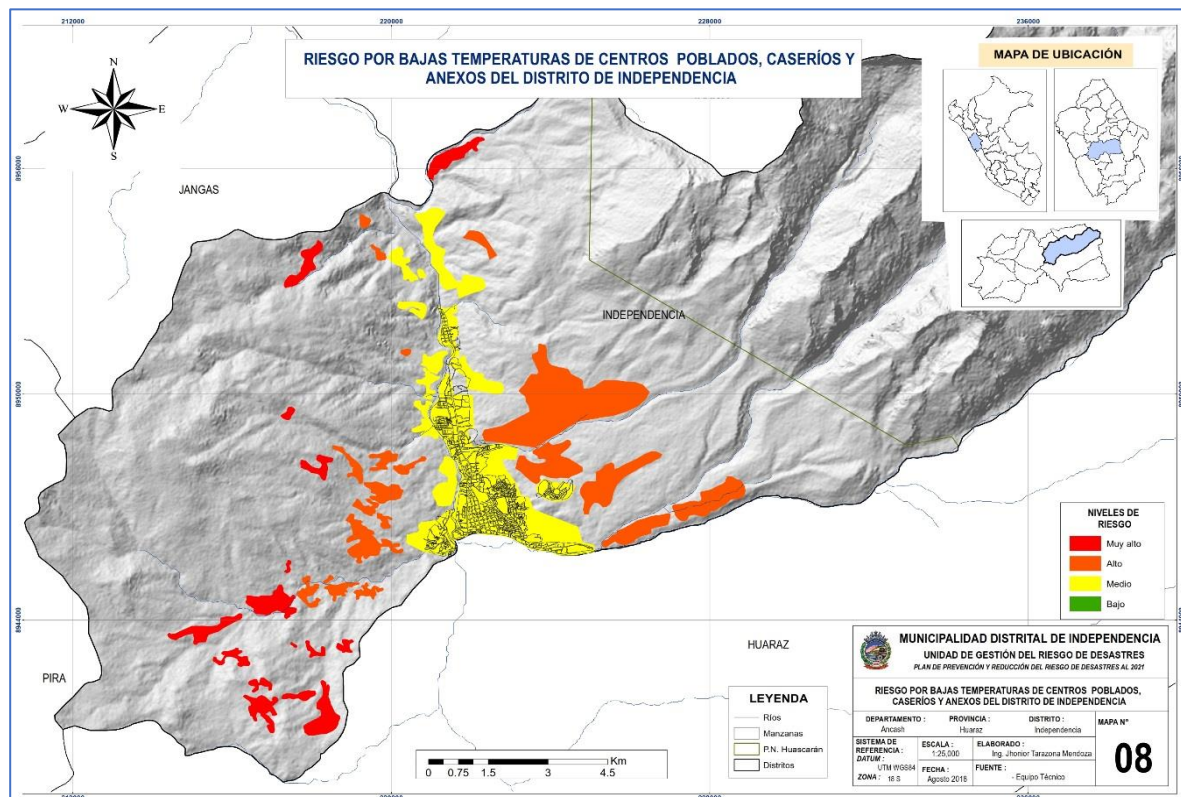 212000
220000
228000
236000
RIESGO POR BAJAS TEMPERATURAS DE CENTROS POBLADOS, CASERÍOS Y
ANEXOS DEL DISTRITO DE INDEPENDENCIA
MAPA DE UBICACIÓN
N
W
E
S
8956000
JANGAS
INDEPENDENCIA
8950000
8944000
HUARAZ
PIRA
NIVELES DE
RIESGO
Muy alto
Alto
Medio
Bajo
LEYENDA
Ríos
Manzanas
P.N. Huascarán
Distritos
Km
0 0.75 1.5 3 4.5
MUNICIPALIDAD DISTRITAL DE INDEPENDENCIA
UNIDAD DE GESTIÓN DEL RIESGO DE DESASTRES
PLAN DE PREVENCIÓN Y REDUCCIÓN DEL RIESGO DE DESASTRES AL 2021
RIESGO POR BAJAS TEMPERATURAS DE CENTROS POBLADOS,
CASERÍOS Y ANEXOS DEL DISTRITO DE INDEPENDENCIA
DEPARTAMENTO : PROVINCIA : DISTRITO : MAPA N°
Ancash Huaraz Independencia
SISTEMA DE REFERENCIA :
DATUM :
UTM WGS84
ZONA : 18 S
ESCALA :
1:25,000
ELABORADO :
Ing. Jhonior Tarazona Mendoza
FECHA :
Agosto 2018
FUENTE :
- Equipo Técnico
08